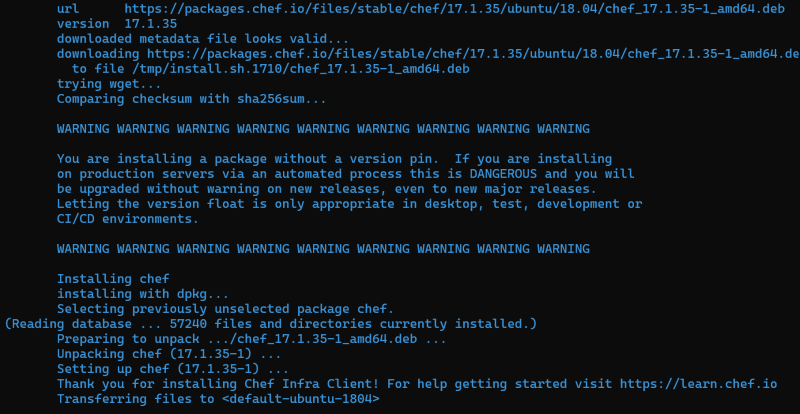 url      https://packages.chef.io/files/stable/chef/17.1.35/ubuntu/18.04/chef_17.1.35-1_amd64.deb
version  17.1.35
downloaded metadata file looks valid...
downloading https://packages.chef.io/files/stable/chef/17.1.35/ubuntu/18.04/chef_17.1.35-1_amd64.de
  to file /tmp/install.sh.1710/chef_17.1.35-1_amd64.deb
trying wget...
Comparing checksum with sha256sum...
WARNING WARNING WARNING WARNING WARNING WARNING WARNING WARNING WARNING
You are installing a package without a version pin.  If you are installing
on production servers via an automated process this is DANGEROUS and you will
be upgraded without warning on new releases, even to new major releases.
Letting the version float is only appropriate in desktop, test, development or
CI/CD environments.
WARNING WARNING WARNING WARNING WARNING WARNING WARNING WARNING WARNING
Installing chef
installing with dpkg...
Selecting previously unselected package chef.
(Reading database ... 57240 files and directories currently installed.)
Preparing to unpack .../chef_17.1.35-1_amd64.deb ...
Unpacking chef (17.1.35-1) ...
Setting up chef (17.1.35-1) ...
Thank you for installing Chef Infra Client! For help getting started visit https://learn.chef.io
Transferring files to <default-ubuntu-1804>